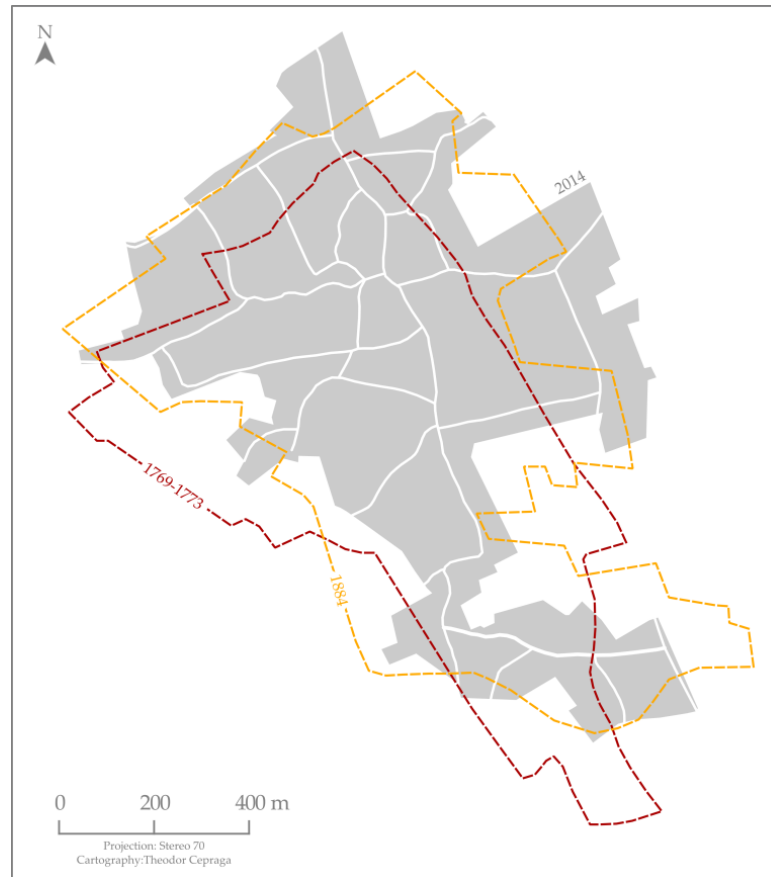 N
2014
1769-1773
1884
0 200 400 m
Projection: Stereo 70
Cartography:Theodor Cepraga